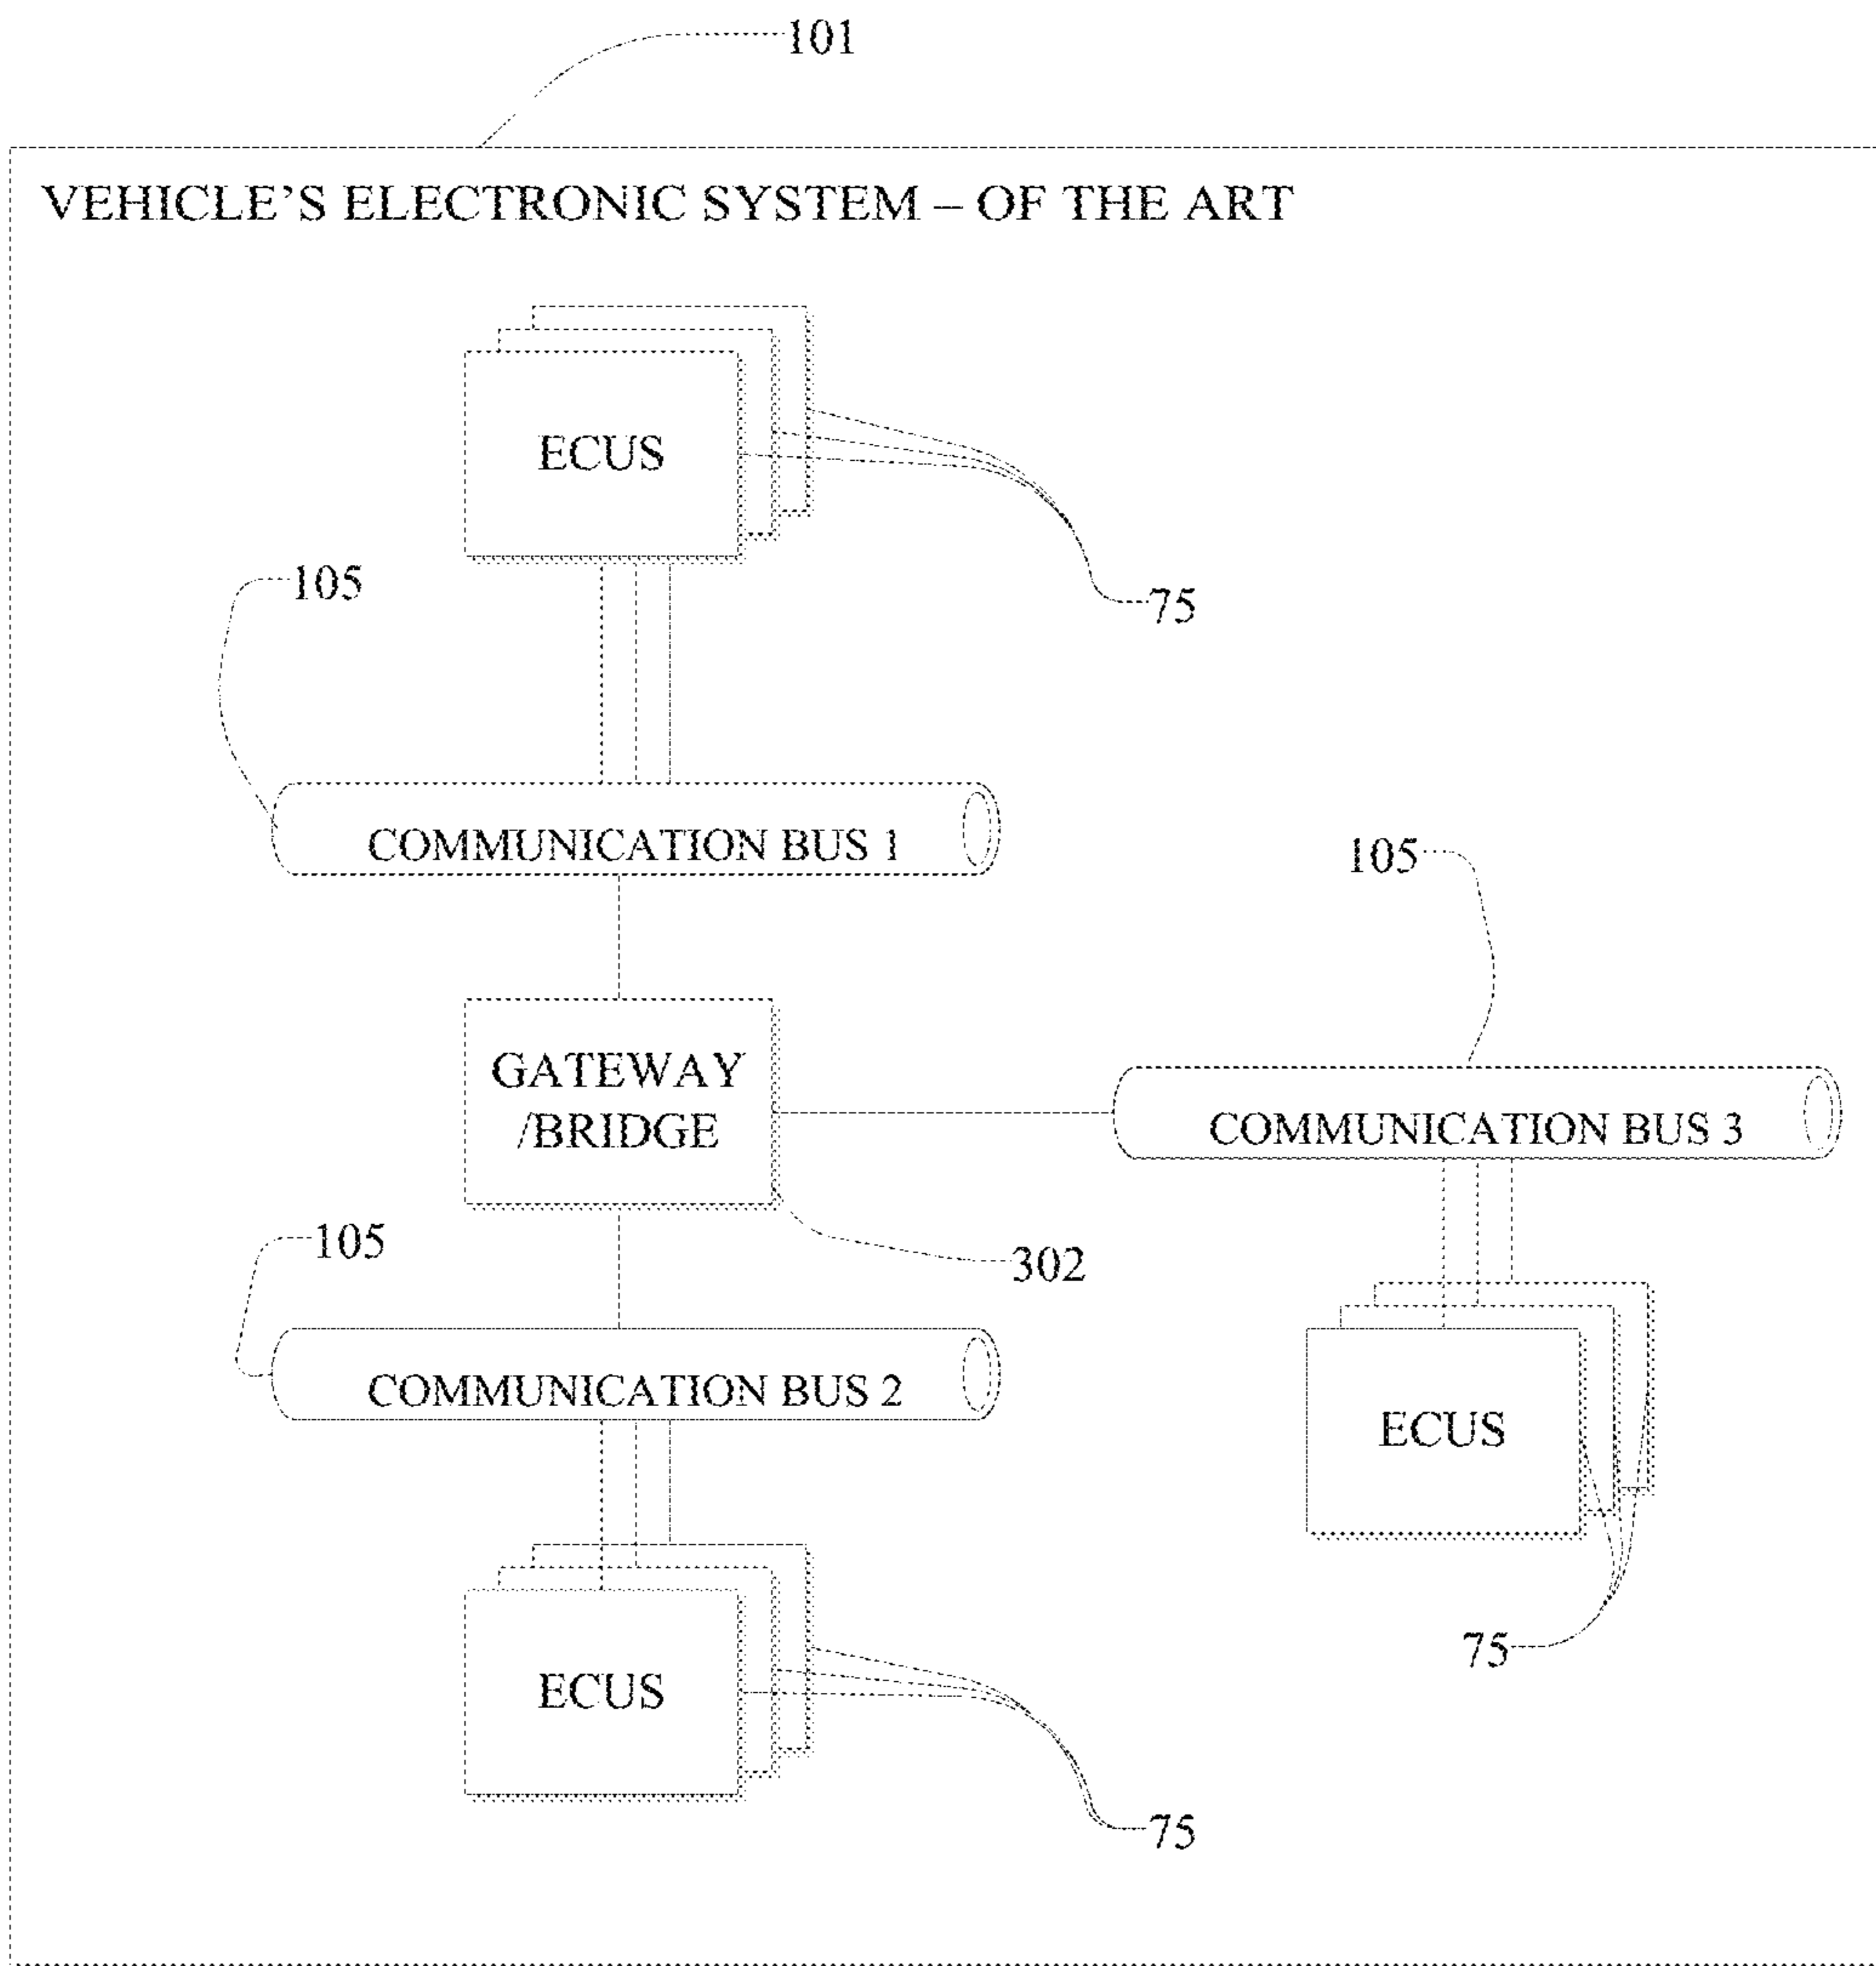 101
VEHICLE'S ELECTRONIC SYSTEM – OF THE ART
ECUS
105
75
COMMUNICATION BUS 1
105
GATEWAY
/BRIDGE
COMMUNICATION BUS 3
105
302
COMMUNICATION BUS 2
ECUS
75
ECUS
75